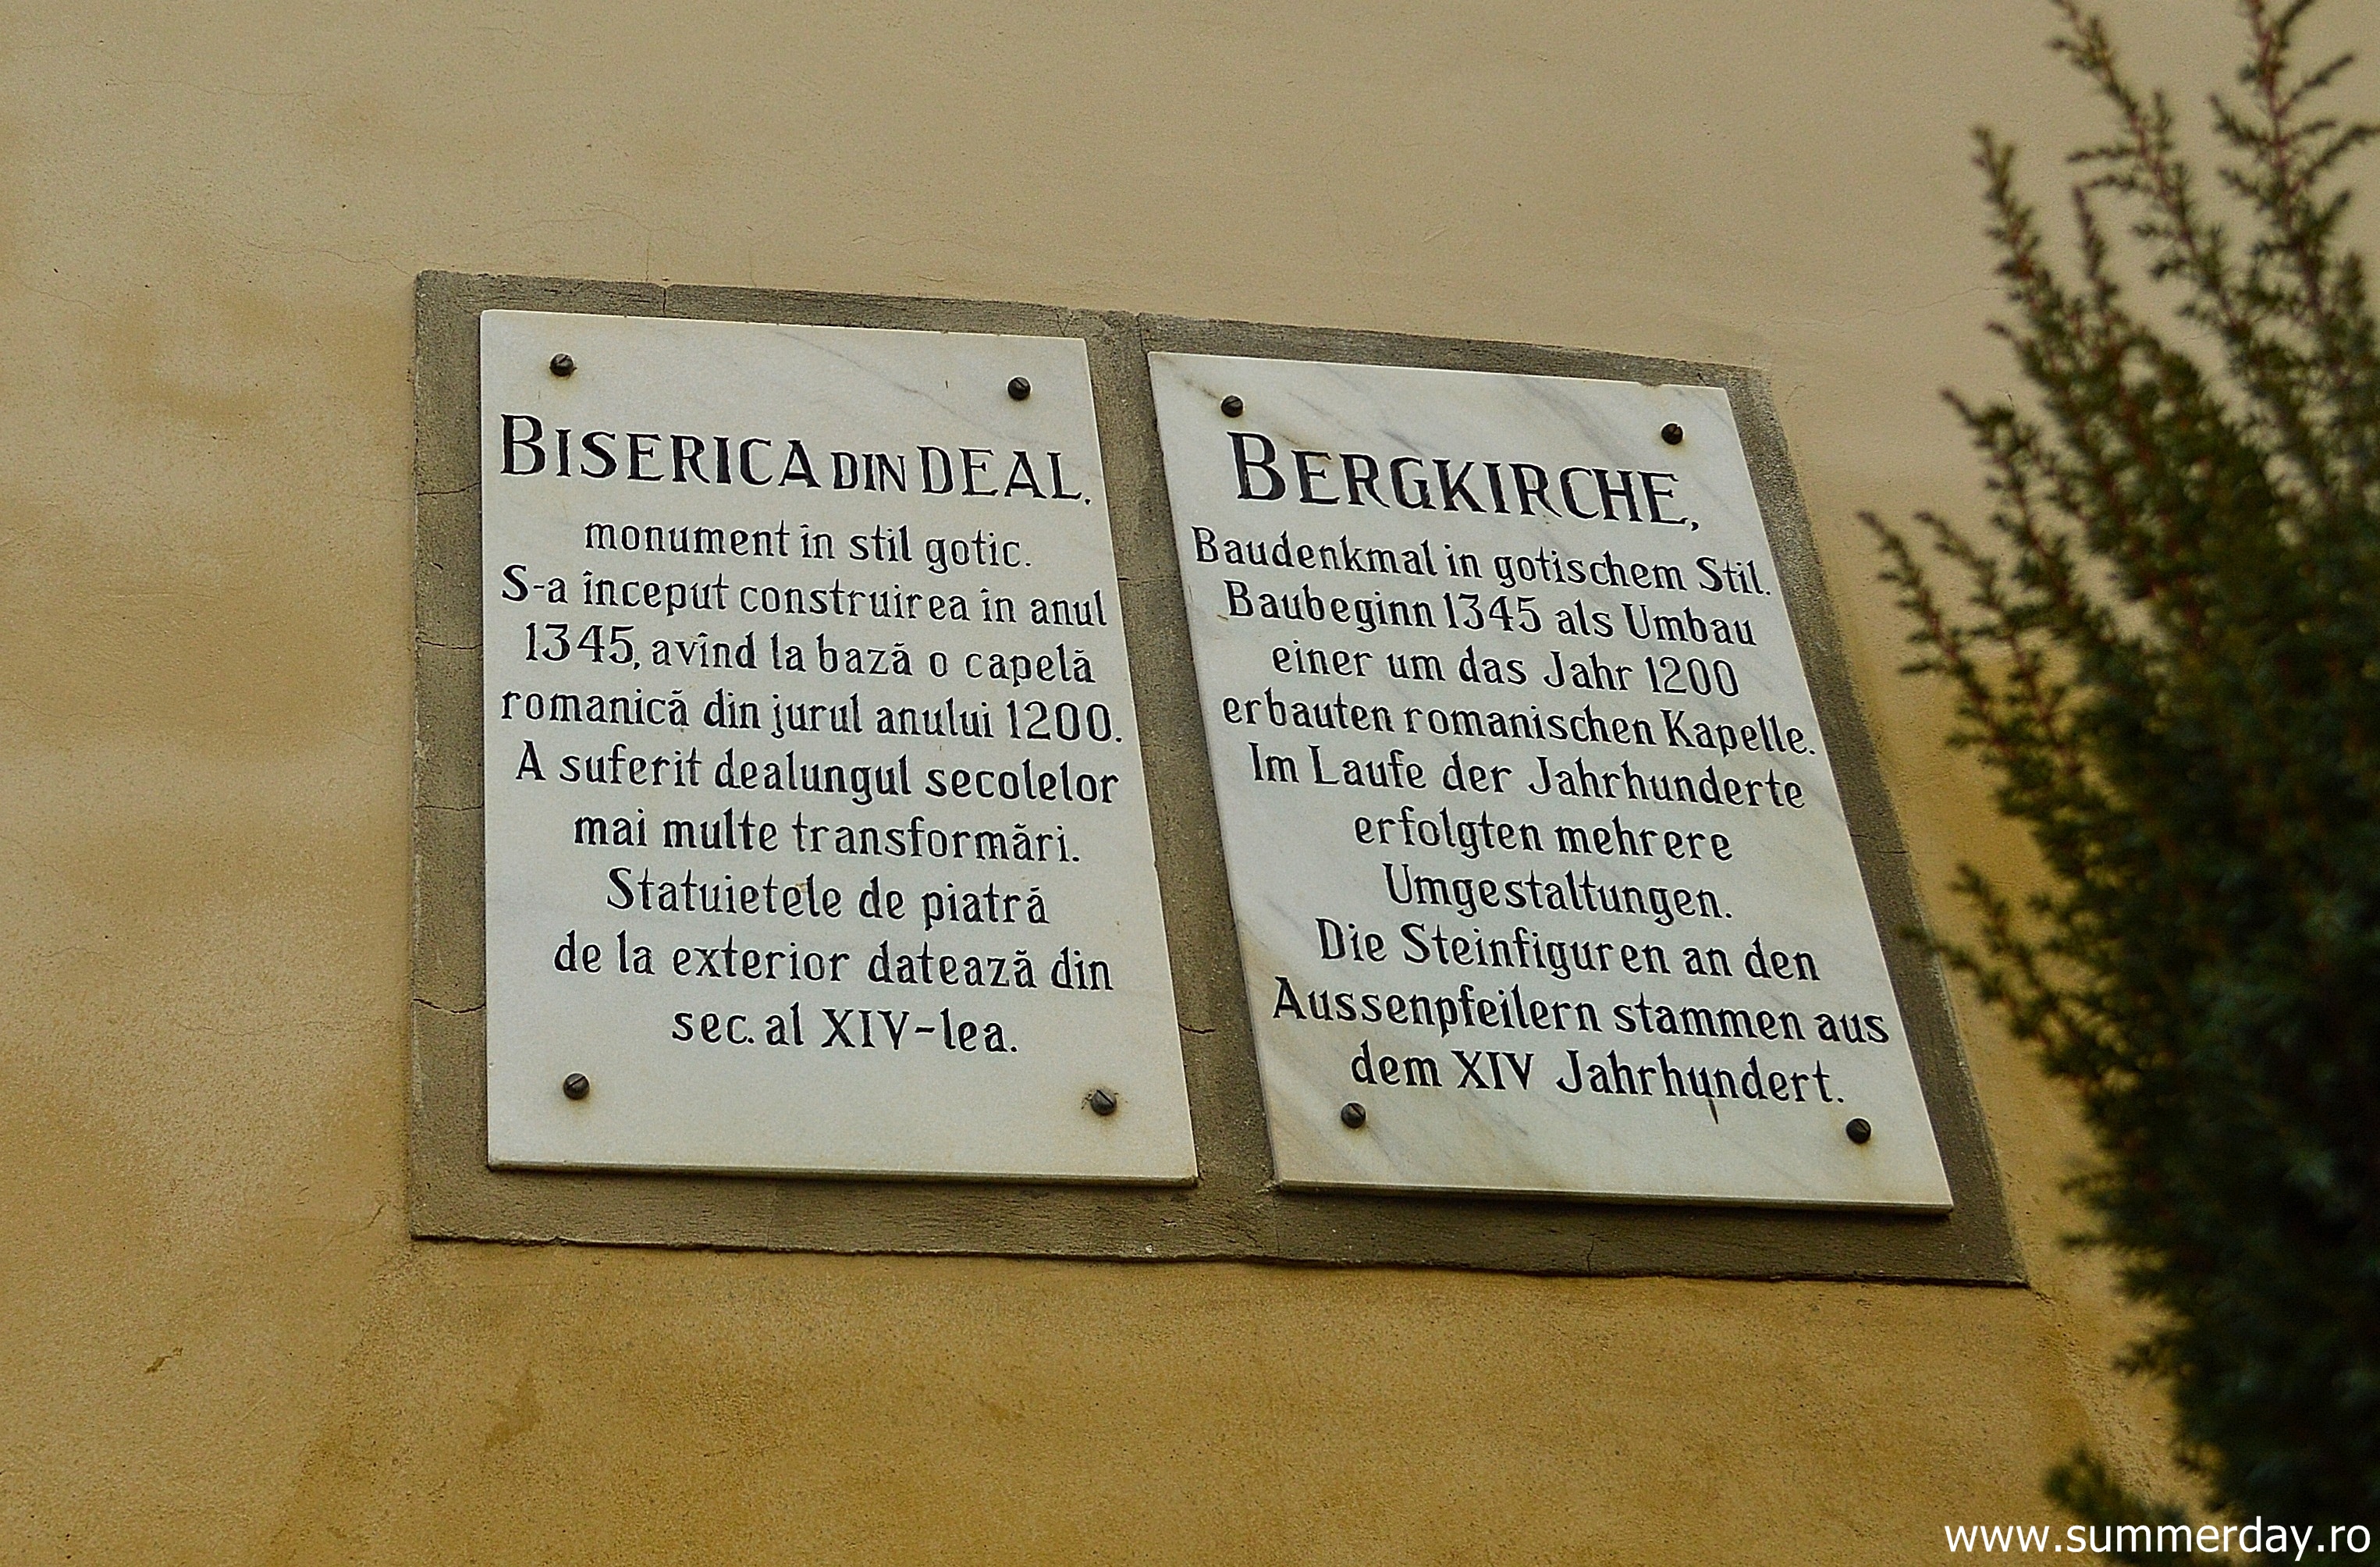 BISERICA DIN DEAL,
monument în stil gotic.
S-a început construirea în anul
1345, avînd la bază o capelă
romanică din jurul anului 1200.
A suferit dealungul secolelor
mai multe transformări.
Statuietele de piatră
de la exterior datează din
sec. al XIV-lea.
BERGKIRCHE,
Baudenkmal in gotischem Stil.
Baubeginn 1345 als Umbau
einer um das Jahr 1200
erbauten romanischen Kapelle.
Im Laufe der Jahrhunderte
erfolgten mehrere
Umgestaltungen.
Die Steinfiguren an den
Aussenpfeilern stammen aus
dem XIV Jahrhundert.
www.summerday.ro